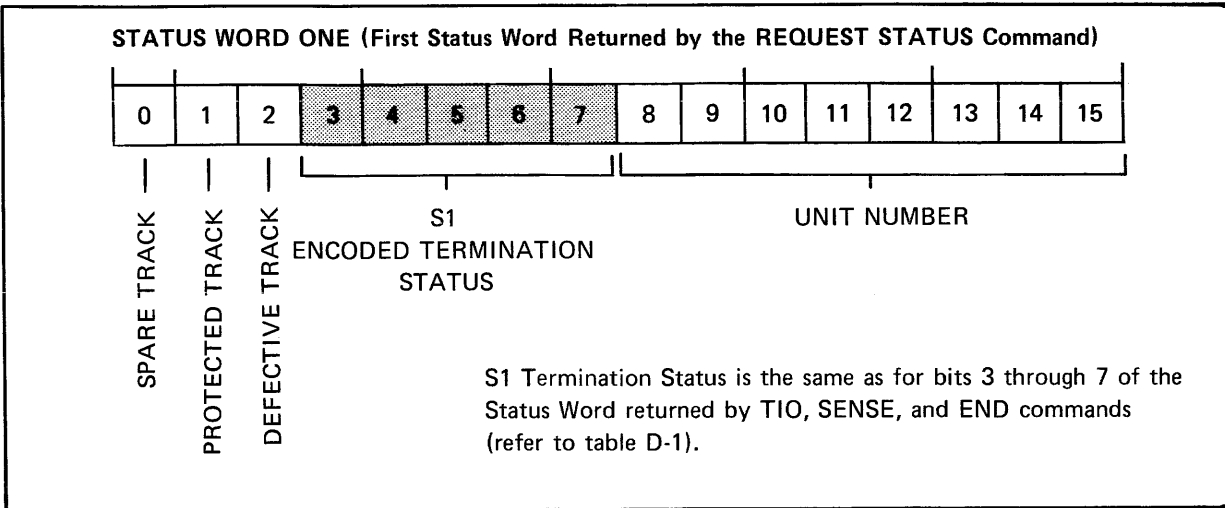 STATUS WORD ONE (First Status Word Returned by the REQUEST STATUS Command)
0 1 2 3 4 5 6 7 8 9 10 11 12 13 14 15
SPARE TRACK
PROTECTED TRACK
DEFECTIVE TRACK
S1
ENCODED TERMINATION
STATUS
UNIT NUMBER
S1 Termination Status is the same as for bits 3 through 7 of the
Status Word returned by TIO, SENSE, and END commands
(refer to table D-1).